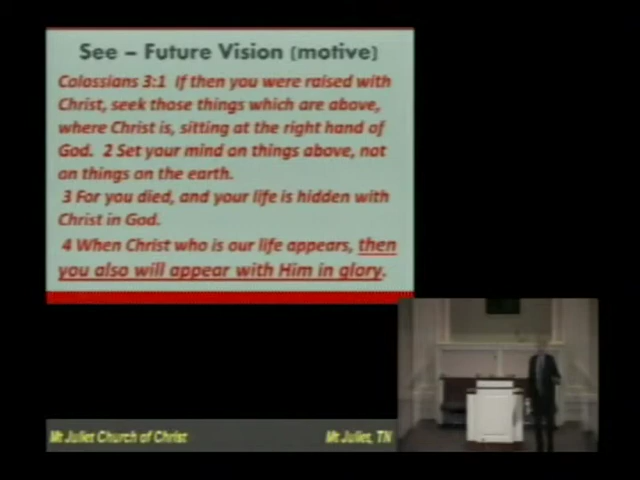 See – Future Vision (motive)
Colossians 3:1 If then you were raised with
Christ, seek those things which are above,
where Christ is, sitting at the right hand of
God. 2 Set your mind on things above, not
on things on the earth.
3 For you died, and your life is hidden with
Christ in God.
4 When Christ who is our life appears, then
you also will appear with Him in glory.
Mt Juliet Church of Christ
Mt Juliet, TN